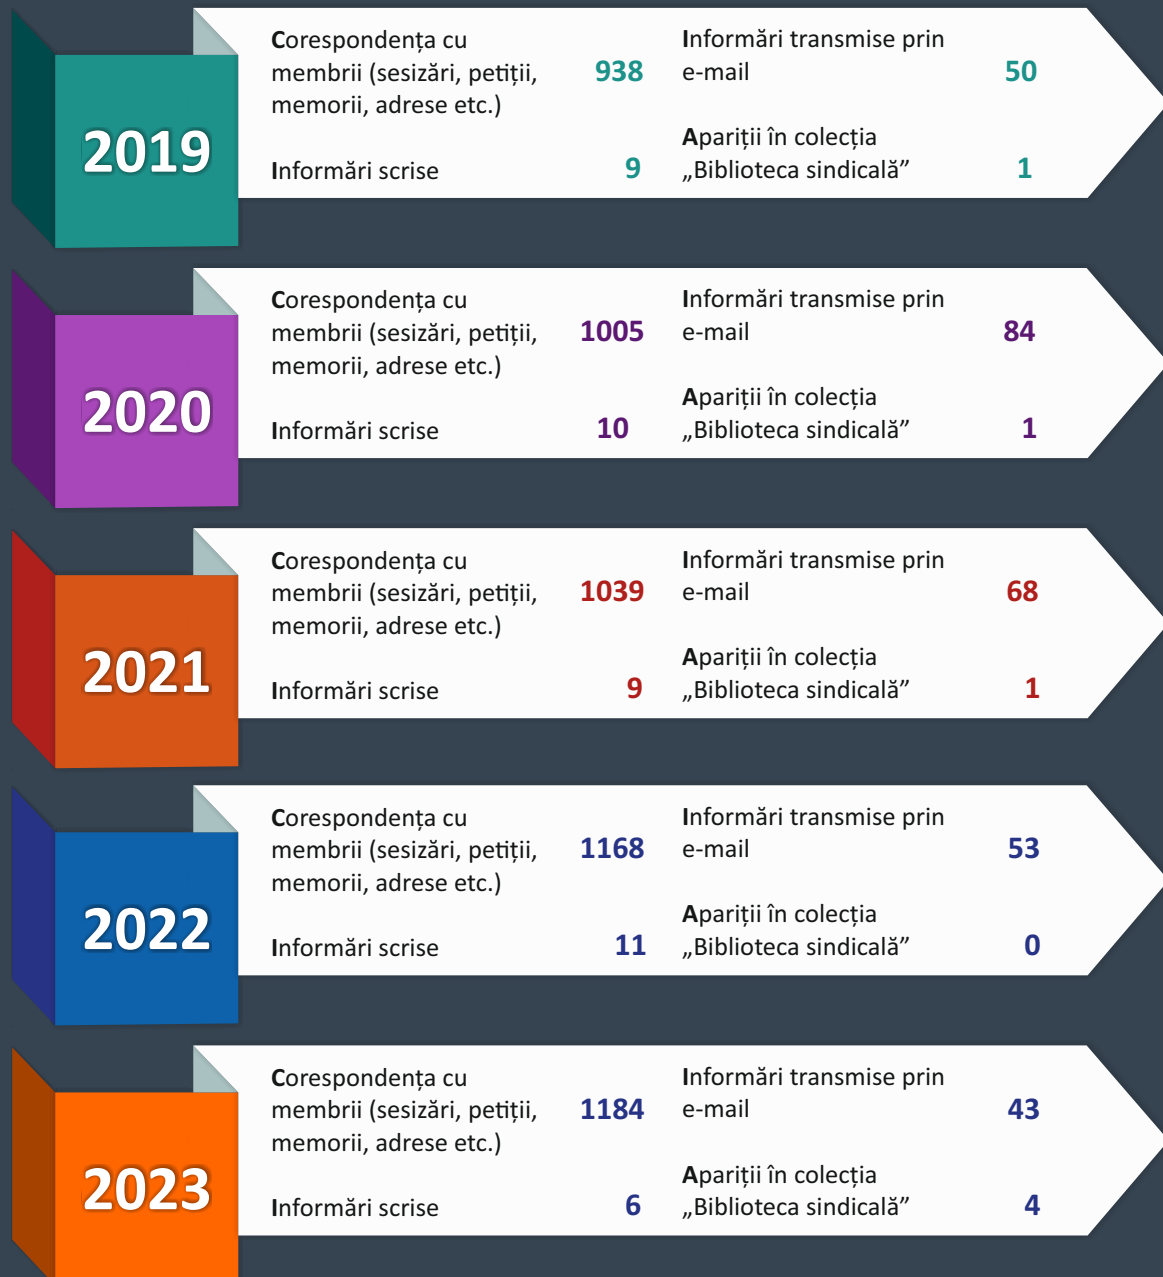 2019
Corespondența cu
membrii (sesizări, petiții,
memorii, adrese etc.)
938
Informări scrise
9
Informări transmise prin
e-mail
50
Apariții în colecția
„Biblioteca sindicală”
1
2020
Corespondența cu
membrii (sesizări, petiții,
memorii, adrese etc.)
1005
Informări scrise
10
Informări transmise prin
e-mail
84
Apariții în colecția
„Biblioteca sindicală”
1
2021
Corespondența cu
membrii (sesizări, petiții,
memorii, adrese etc.)
1039
Informări scrise
9
Informări transmise prin
e-mail
68
Apariții în colecția
„Biblioteca sindicală”
1
2022
Corespondența cu
membrii (sesizări, petiții,
memorii, adrese etc.)
1168
Informări scrise
11
Informări transmise prin
e-mail
53
Apariții în colecția
„Biblioteca sindicală”
0
2023
Corespondența cu
membrii (sesizări, petiții,
memorii, adrese etc.)
1184
Informări scrise
6
Informări transmise prin
e-mail
43
Apariții în colecția
„Biblioteca sindicală”
4